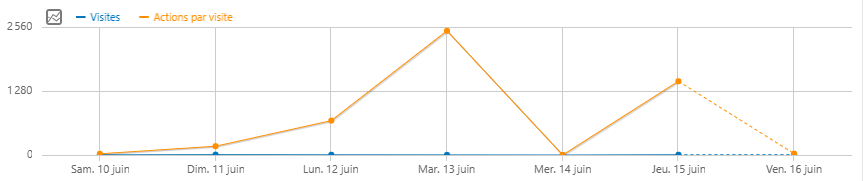 Visites Actions par visite
2 560
1 280
0
Sam. 10 juin Dim. 11 juin Lun. 12 juin Mar. 13 juin Mer. 14 juin Jeu. 15 juin Ven. 16 juin